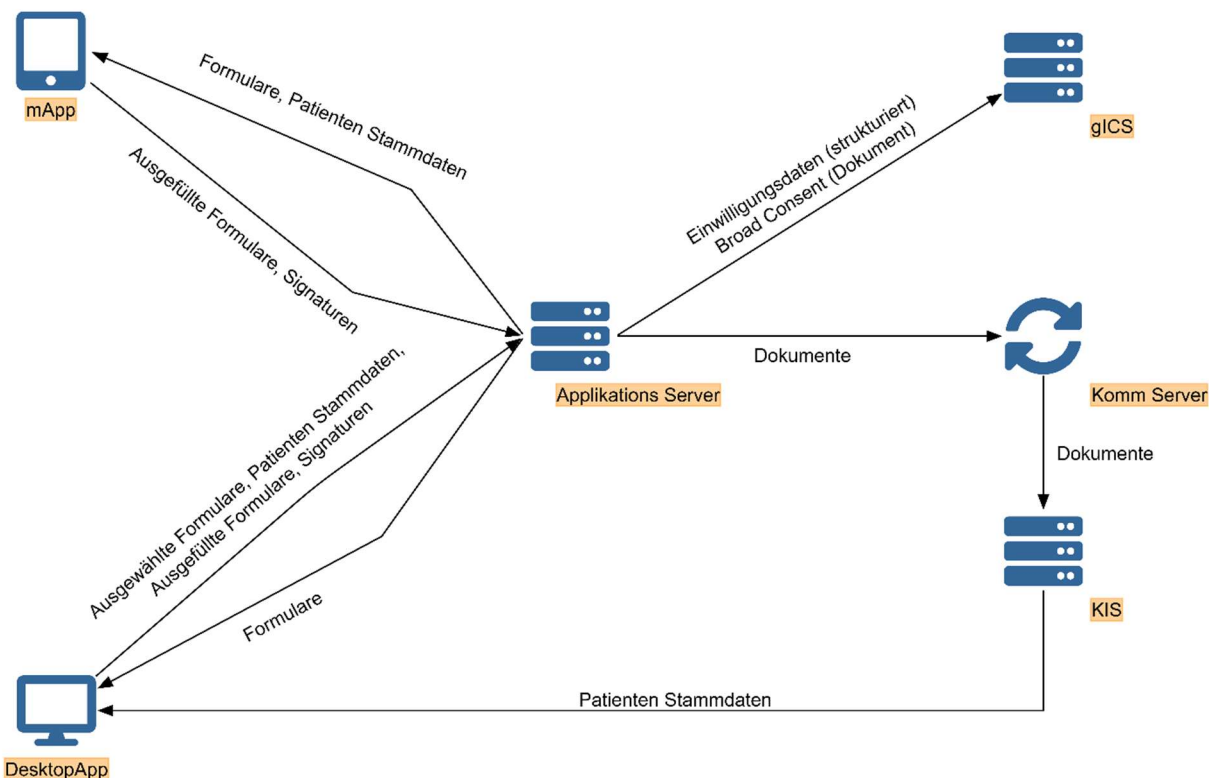 mApp
Formulare, Patienten Stammdaten
Ausgefüllte Formulare, Signaturen
Einwilligungsdaten (strukturiert)
Broad Consent (Dokument)
gICS
Applikations Server
Dokumente
Komm Server
Dokumente
Ausgewählte Formulare, Patienten Stammdaten,
Ausgefüllte Formulare, Signaturen
Formulare
KIS
Patienten Stammdaten
DesktopApp